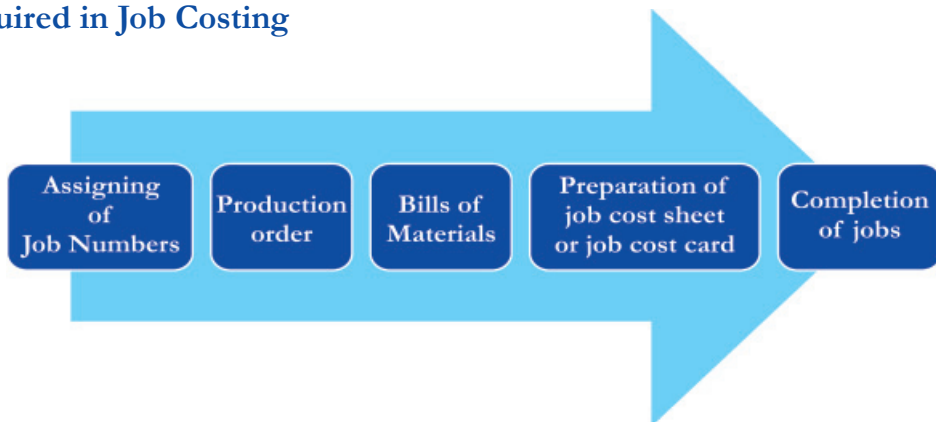 uired in Job Costing
Assigning
of
Job Numbers
Production
order
Bills of
Materials
Preparation of
job cost sheet
or job cost card
Completion
of jobs